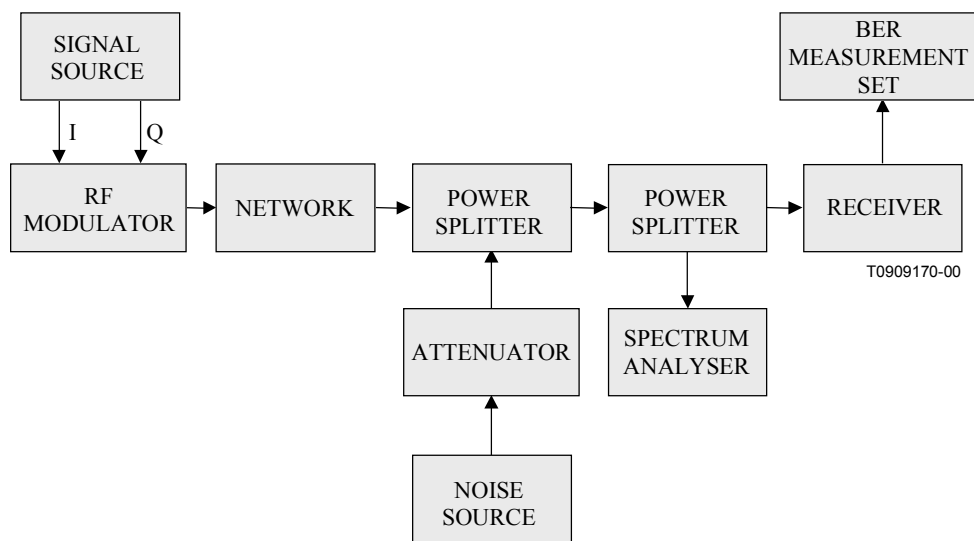 SIGNAL
SOURCE
BER
MEASUREMENT
SET
I
Q
RF
MODULATOR
NETWORK
POWER
SPLITTER
POWER
SPLITTER
RECEIVER
T0909170-00
ATTENUATOR
SPECTRUM
ANALYSER
NOISE
SOURCE